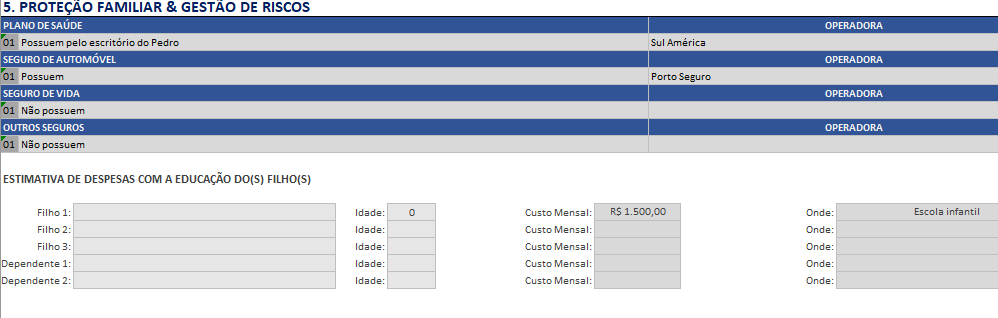 5. PROTEÇÃO FAMILIAR & GESTÃO DE RISCOS
PLANO DE SAÚDE OPERADORA
01 Possuem pelo escritório do Pedro Sul América
SEGURO DE AUTOMÓVEL OPERADORA
01 Possuem Porto Seguro
SEGURO DE VIDA OPERADORA
01 Não possuem
OUTROS SEGUROS OPERADORA
01 Não possuem
ESTIMATIVA DE DESPESAS COM A EDUCAÇÃO DO(S) FILHO(S)
Filho 1: Idade: 0 Custo Mensal: R$ 1.500,00 Onde: Escola infantil
Filho 2: Idade: Custo Mensal: Onde:
Filho 3: Idade: Custo Mensal: Onde:
Dependente 1: Idade: Custo Mensal: Onde:
Dependente 2: Idade: Custo Mensal: Onde: